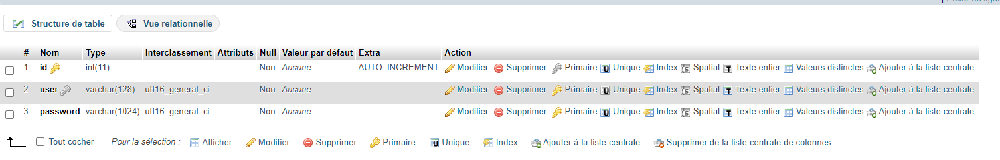 [ Éditer en ligne
Structure de table Vue relationnelle
# Nom Type Interclassement Attributs Null Valeur par défaut Extra Action
1 id int(11) Non Aucune AUTO_INCREMENT Modifier Supprimer Primaire Unique Index Spatial Texte entier Valeurs distinctes Ajouter à la liste centrale
2 user varchar(128) utf16_general_ci Non Aucune Modifier Supprimer Primaire Unique Index Spatial Texte entier Valeurs distinctes Ajouter à la liste centrale
3 password varchar(1024) utf16_general_ci Non Aucune Modifier Supprimer Primaire Unique Index Spatial Texte entier Valeurs distinctes Ajouter à la liste centrale
Tout cocher Pour la sélection : Afficher Modifier Supprimer Primaire Unique Index Ajouter à la liste centrale Supprimer de la liste centrale de colonnes